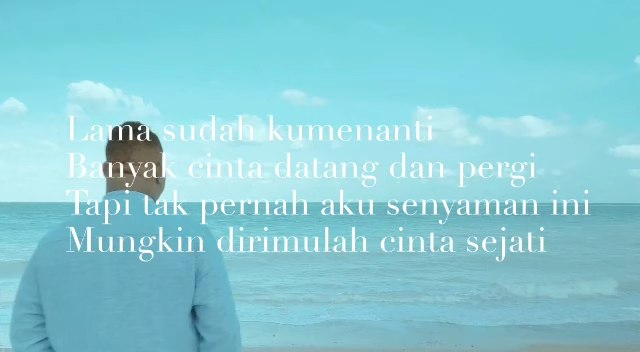 Lama sudah kumenanti
Banyak cinta datang dan pergi
Tapi tak pernah aku senyaman ini
Mungkin dirimulah cinta sejati